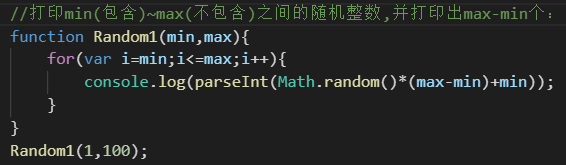 //打印min(包含)~max(不包含)之间的随机整数,并打印出max-min个：
function Random1(min,max){
for(var i=min;i<=max;i++){
console.log(parseInt(Math.random()*(max-min)+min));
}
}
Random1(1,100);